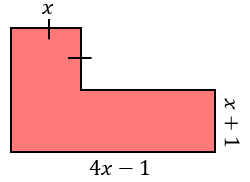 x
x + 1
4x − 1